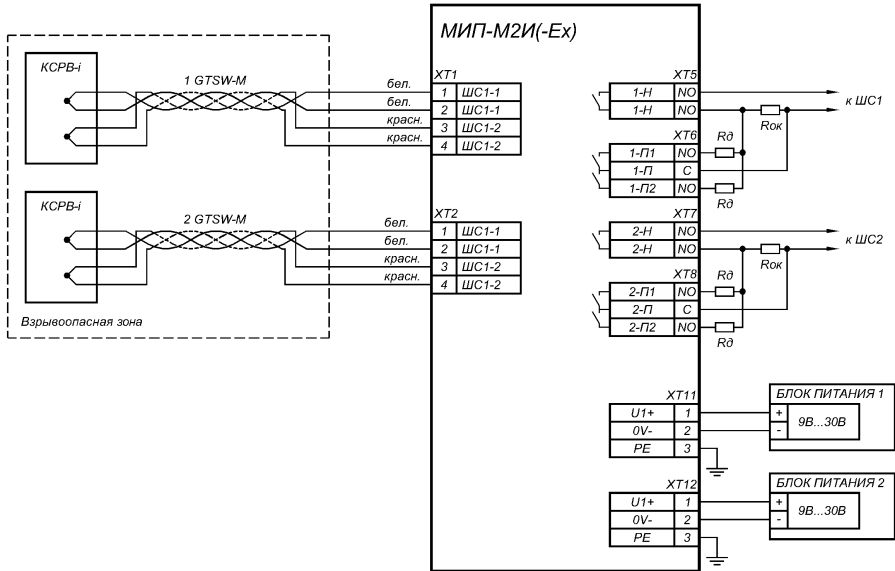 МИП-М2И(-Ex)
КСРВ-i
1 GTSW-M
бел.
бел.
красн.
красн.
XT1
1 ШС1-1
2 ШС1-1
3 ШС1-2
4 ШС1-2
КСРВ-i
2 GTSW-M
бел.
бел.
красн.
красн.
XT2
1 ШС1-1
2 ШС1-1
3 ШС1-2
4 ШС1-2
Взрывоопасная зона
XT5
1-Н NO
1-Н NO
к ШС1
Rок
XT6
Rд
1-П1 NO
1-П C
1-П2 NO
Rд
XT7
2-Н NO
2-Н NO
к ШС2
Rок
XT8
Rд
2-П1 NO
2-П C
2-П2 NO
Rд
XT11
U1+ 1
0V- 2
PE 3
БЛОК ПИТАНИЯ 1
+
-
9В...30В
XT12
U1+ 1
0V- 2
PE 3
БЛОК ПИТАНИЯ 2
+
-
9В...30В